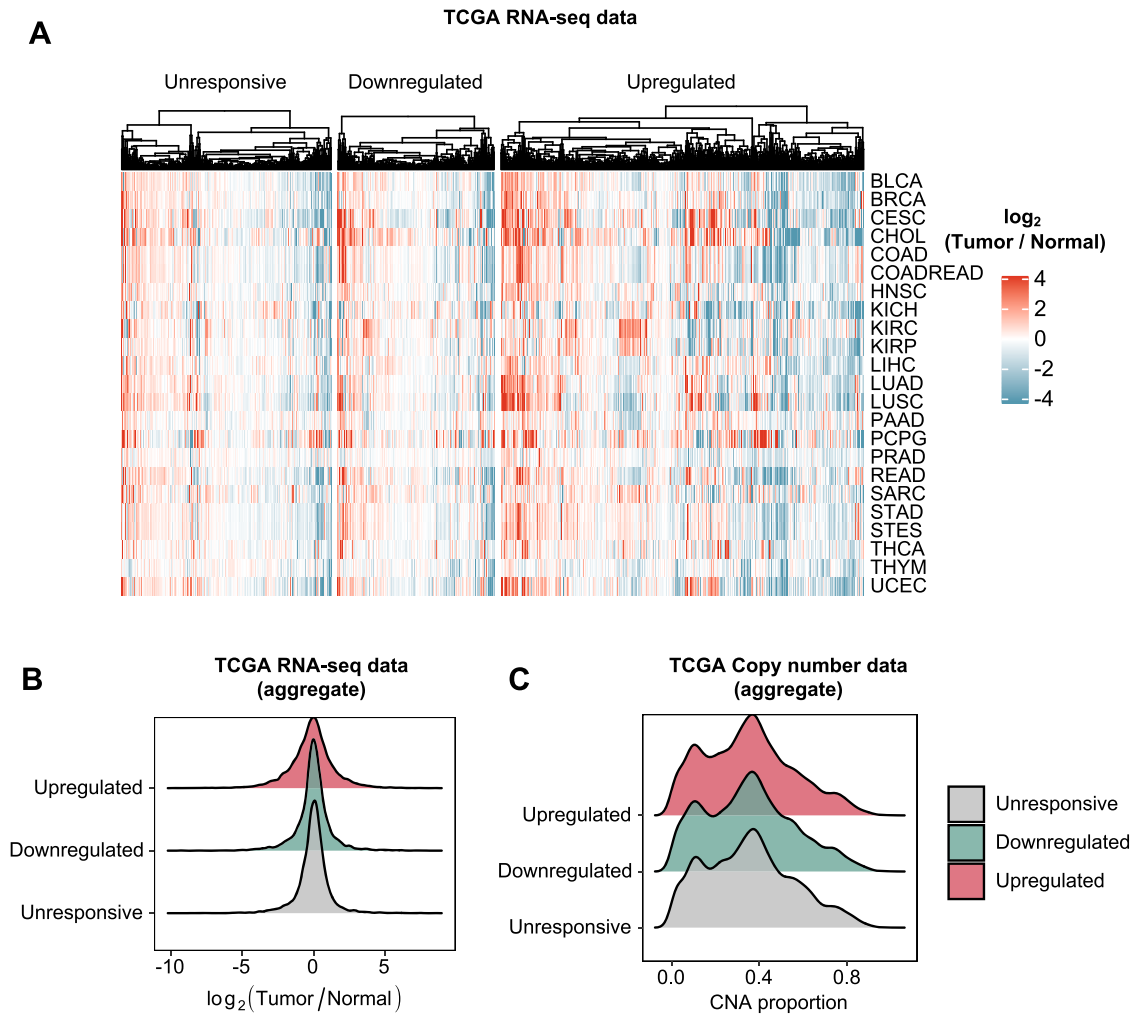 TCGA RNA-seq data
A
Unresponsive Downregulated Upregulated
BLCA
BRCA
CESC
CHOL
COAD
COADREAD
HNSC
KICH
KIRC
KIRP
LIHC
LUAD
LUSC
PAAD
PCPG
PRAD
READ
SARC
STAD
STES
THCA
THYM
UCEC
log₂
(Tumor / Normal)
4
2
0
-2
-4
B
TCGA RNA-seq data
(aggregate)
Upregulated
Downregulated
Unresponsive
-10 -5 0 5
log₂(Tumor/Normal)
C
TCGA Copy number data
(aggregate)
Upregulated
Downregulated
Unresponsive
0.0 0.4 0.8
CNA proportion
Unresponsive
Downregulated
Upregulated